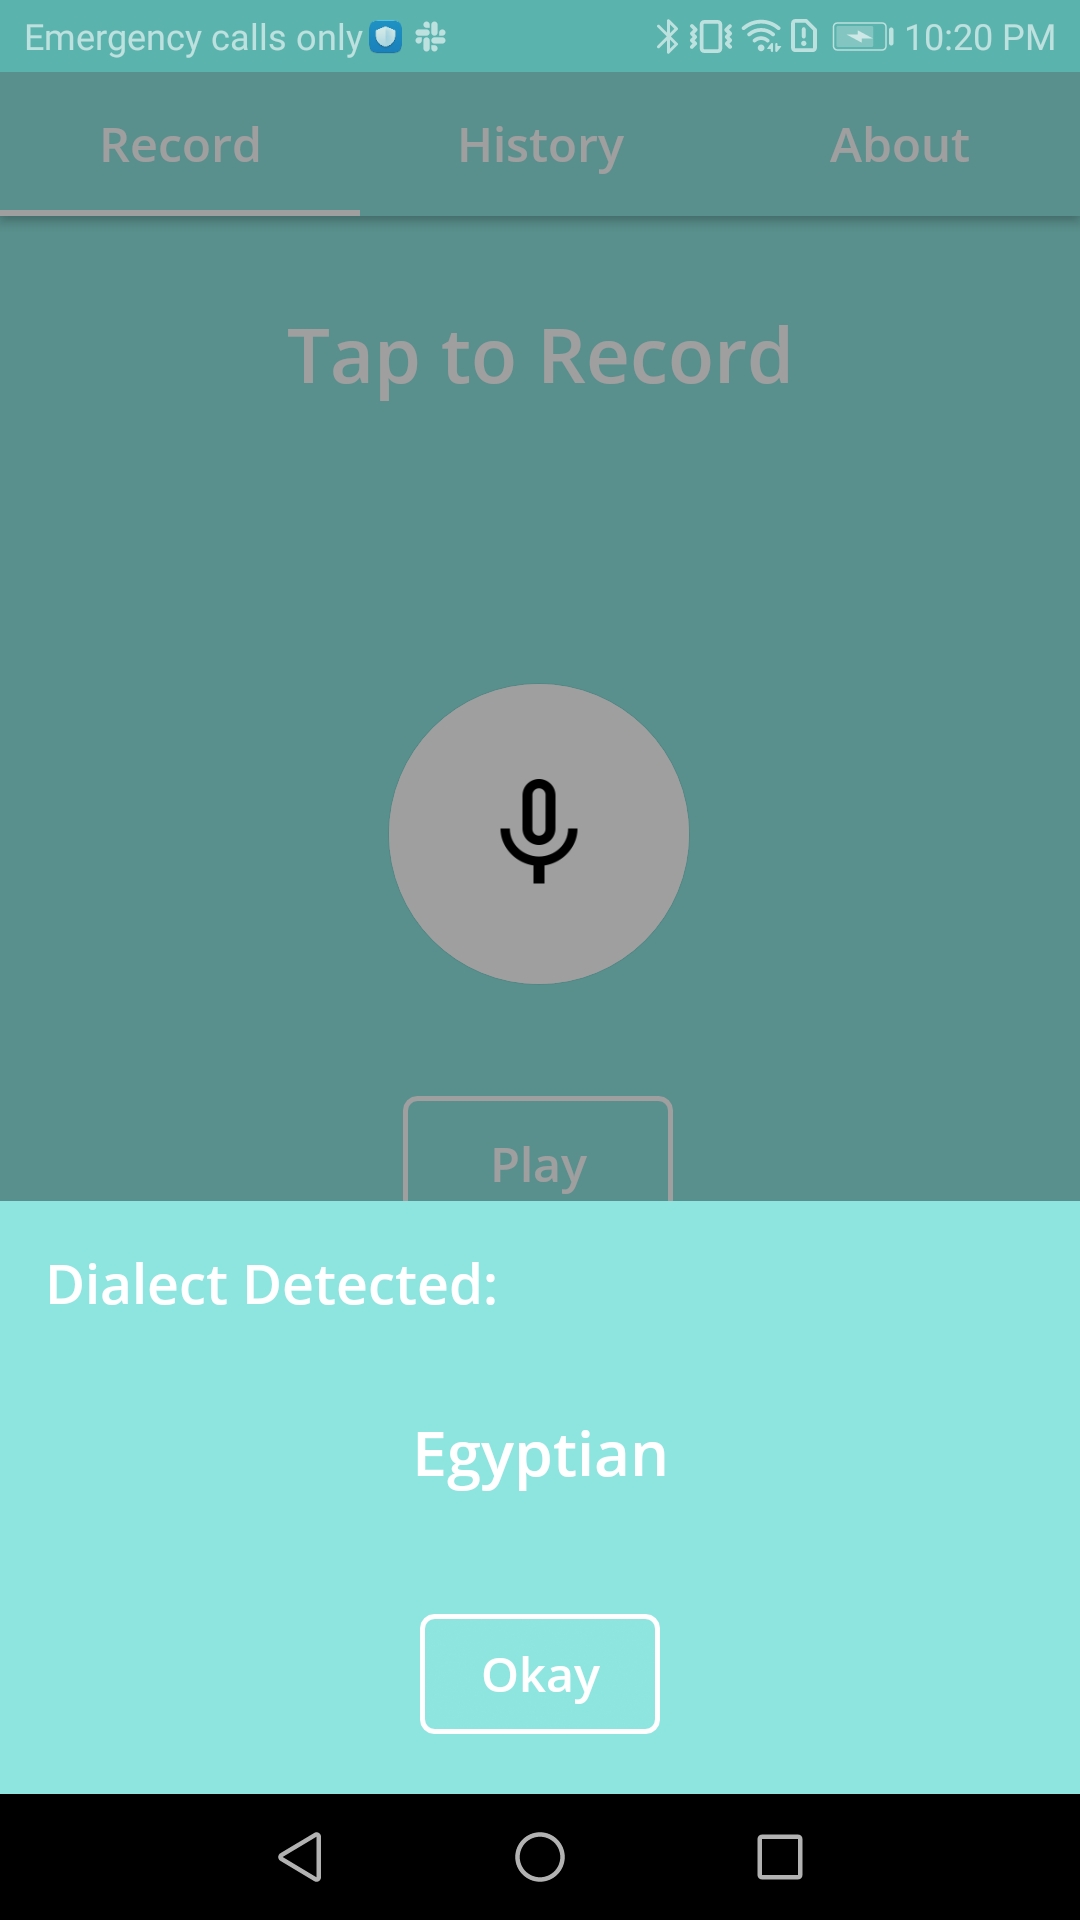 Emergency calls only 10:20 PM
Record History About
Tap to Record
Play
Dialect Detected:
Egyptian
Okay